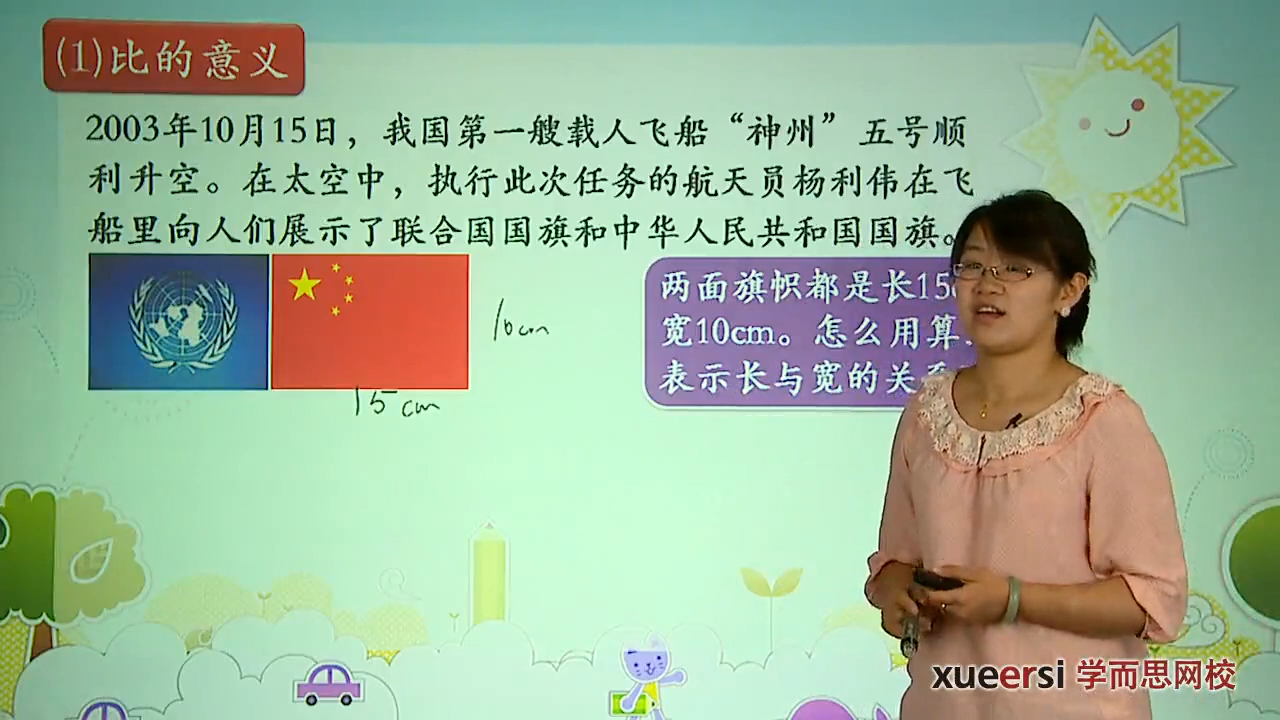 (1)比的意义
2003年10月15日，我国第一艘载人飞船“神州”五号顺
利升空。在太空中，执行此次任务的航天员杨利伟在飞
船里向人们展示了联合国国旗和中华人民共和国国旗。
10cm
15cm
两面旗帜都是长15
宽10cm。怎么用算
表示长与宽的关系
xueersi 学而思网校